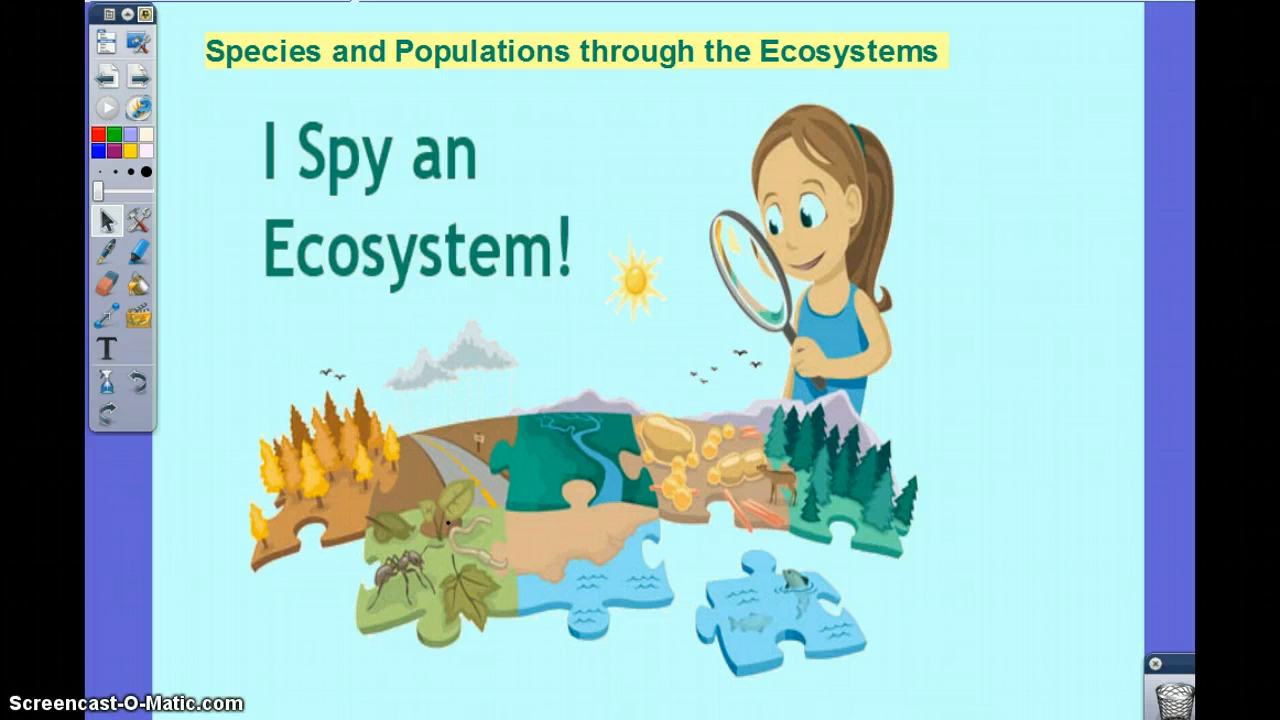 Species and Populations through the Ecosystems
I Spy an
Ecosystem!
T
Screencast-O-Matic.com